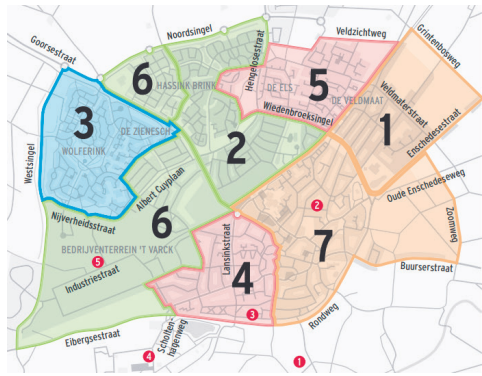 Noordsingel
Veldzichtweg
Grintenbosweg
Goorsestraat
Hengelosestraat
6
HASSINK BRINK
DE ELS
5
DE VELDMAAT
Veldmaterstraat
1
Enschedesestraat
3
Wiedenbroeksingel
DE ZIENESCH
2
WOLFERINK
Westsingel
Albert Cuyplaan
Oude Enschedeseweg
2
6
Nijverheidsstraat
Zoomweg
7
BEDRIJVENTERREIN 'T VARCK
5
Lansinkstraat
Buurserstraat
Industriestraat
4
3
Rondweg
Eibergsestraat
Scholten-
hagenweg
4
1